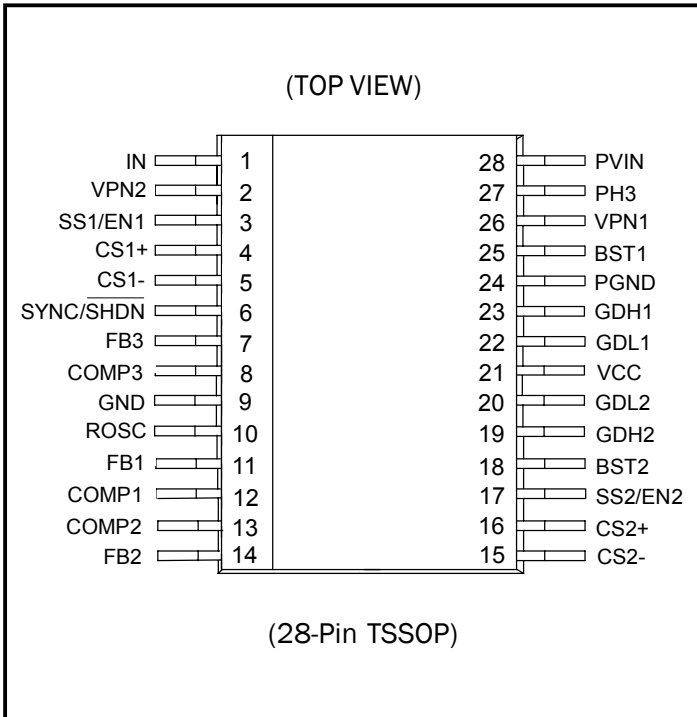 (TOP VIEW)
IN 1 28 PVIN
VPN2 2 27 PH3
SS1/EN1 3 26 VPN1
CS1+ 4 25 BST1
CS1- 5 24 PGND
SYNC/SHDN 6 23 GDH1
FB3 7 22 GDL1
COMP3 8 21 VCC
GND 9 20 GDL2
ROSC 10 19 GDH2
FB1 11 18 BST2
COMP1 12 17 SS2/EN2
COMP2 13 16 CS2+
FB2 14 15 CS2-
(28-Pin TSSOP)